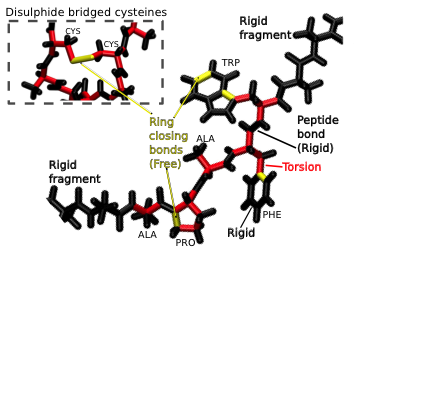 Disulphide bridged cysteines
CYS
CYS
Rigid
fragment
TRP
Ring
closing
bonds
(Free)
Peptide
bond
(Rigid)
ALA
Torsion
Rigid
fragment
PHE
Rigid
ALA
PRO